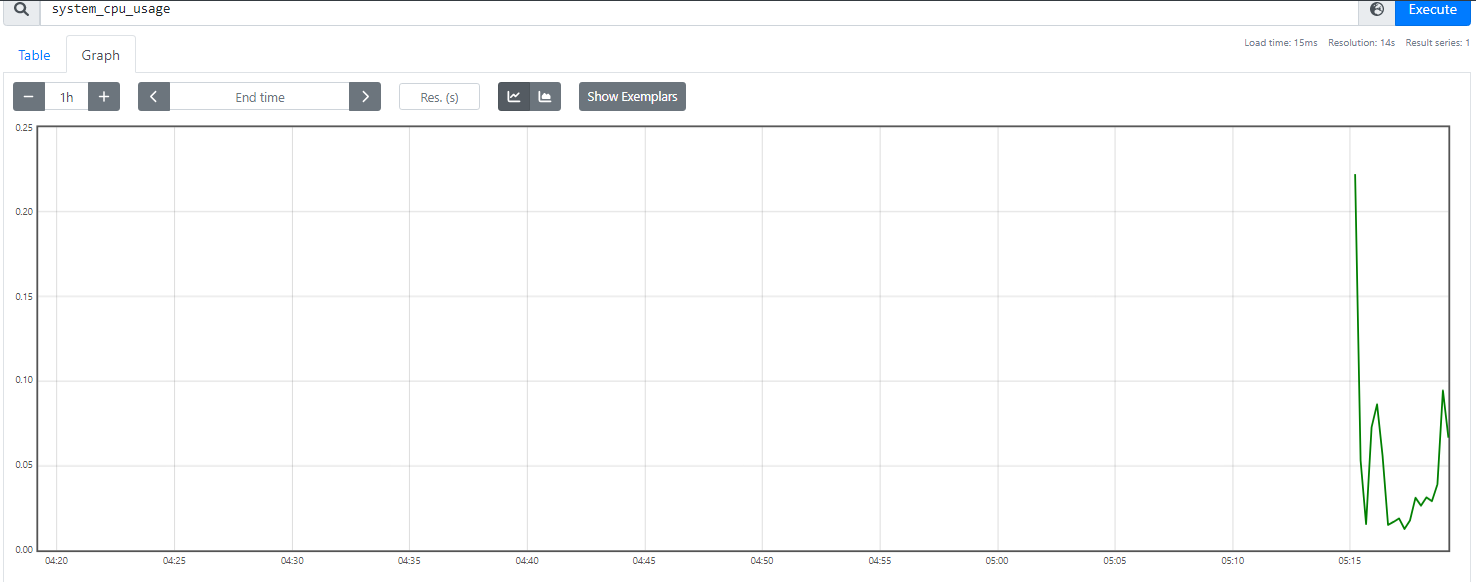 system_cpu_usage
Execute
Table
Graph
Load time: 15ms Resolution: 14s Result series: 1
− 1h +
End time
Res. (s)
Show Exemplars
0.25
0.20
0.15
0.10
0.05
0.00
04:20 04:25 04:30 04:35 04:40 04:45 04:50 04:55 05:00 05:05 05:10 05:15